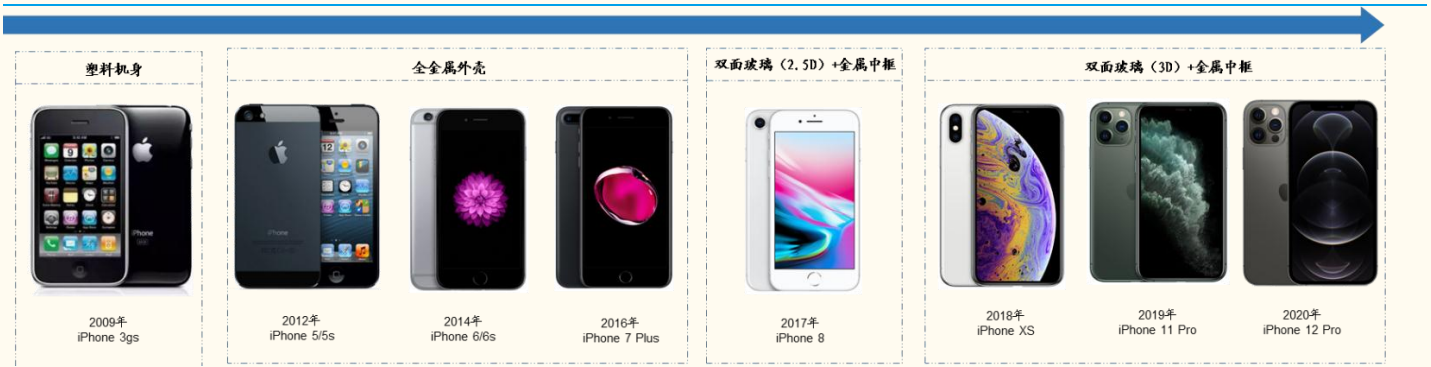 塑料机身
全金属外壳
双面玻璃（2.5D）+金属中框
双面玻璃（3D）+金属中框
iPhone
iPhone
2009年
iPhone 3gs
2012年
iPhone 5/5s
2014年
iPhone 6/6s
2016年
iPhone 7 Plus
2017年
iPhone 8
2018年
iPhone XS
2019年
iPhone 11 Pro
2020年
iPhone 12 Pro